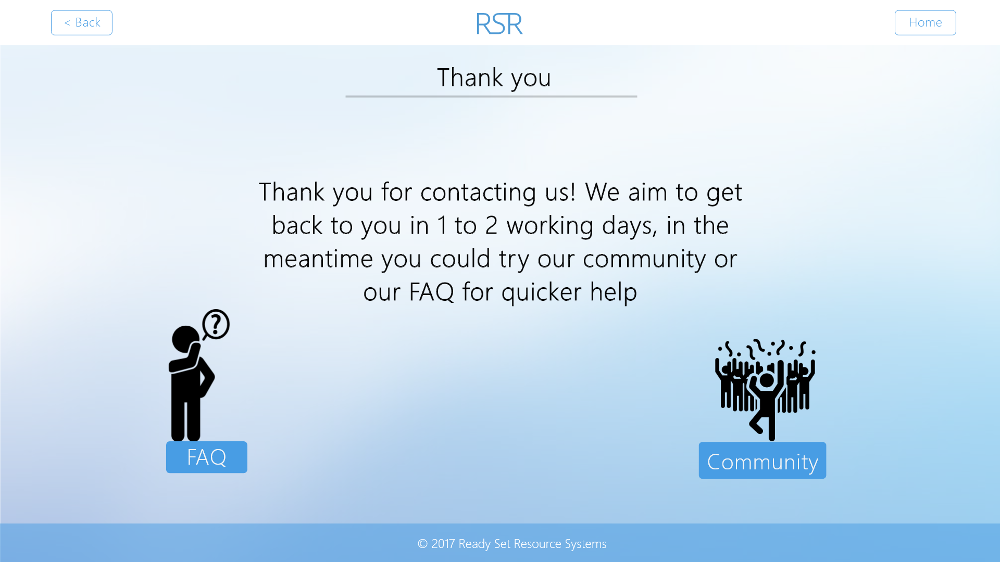 < Back
RSR
Home
Thank you
Thank you for contacting us! We aim to get
back to you in 1 to 2 working days, in the
meantime you could try our community or
our FAQ for quicker help
?
FAQ
Community
© 2017 Ready Set Resource Systems